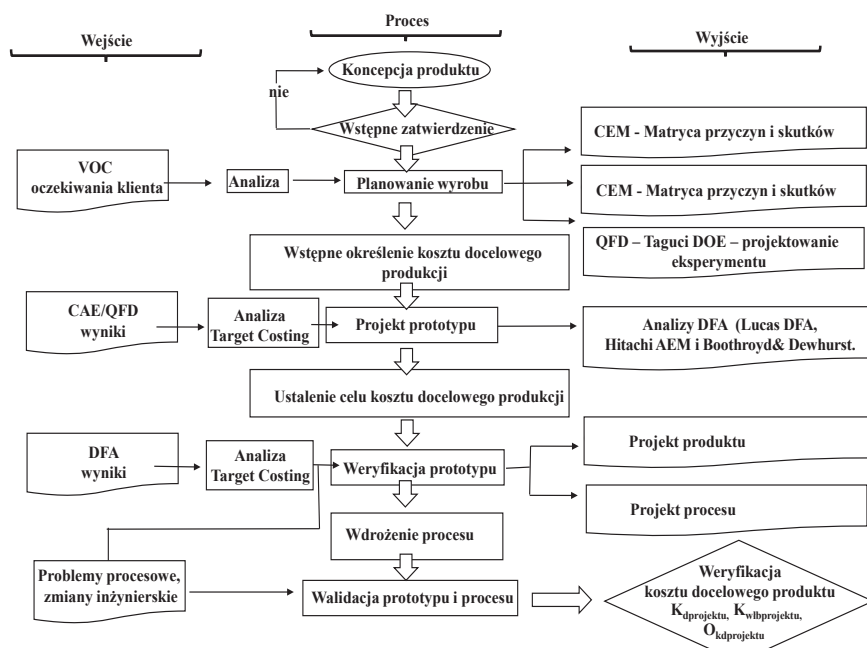 Proces
Wejście
Wyjście
Koncepcja produktu
nie
Wstępne zatwierdzenie
CEM - Matryca przyczyn i skutków
VOC
oczekiwania klienta
Analiza
Planowanie wyrobu
CEM - Matryca przyczyn i skutków
QFD – Taguci DOE – projektowanie
eksperymentu
Wstępne określenie kosztu docelowego
produkcji
CAE/QFD
wyniki
Analiza
Target Costing
Projekt prototypu
Analizy DFA (Lucas DFA,
Hitachi AEM i Boothroyd& Dewhurst.
Ustalenie celu kosztu docelowego produkcji
DFA
wyniki
Analiza
Target Costing
Weryfikacja prototypu
Projekt produktu
Projekt procesu
Wdrożenie procesu
Problemy procesowe,
zmiany inżynierskie
Walidacja prototypu i procesu
Weryfikacja
kosztu docelowego produktu
Kdprojektu, Kwłbprojektu,
Okdprojektu